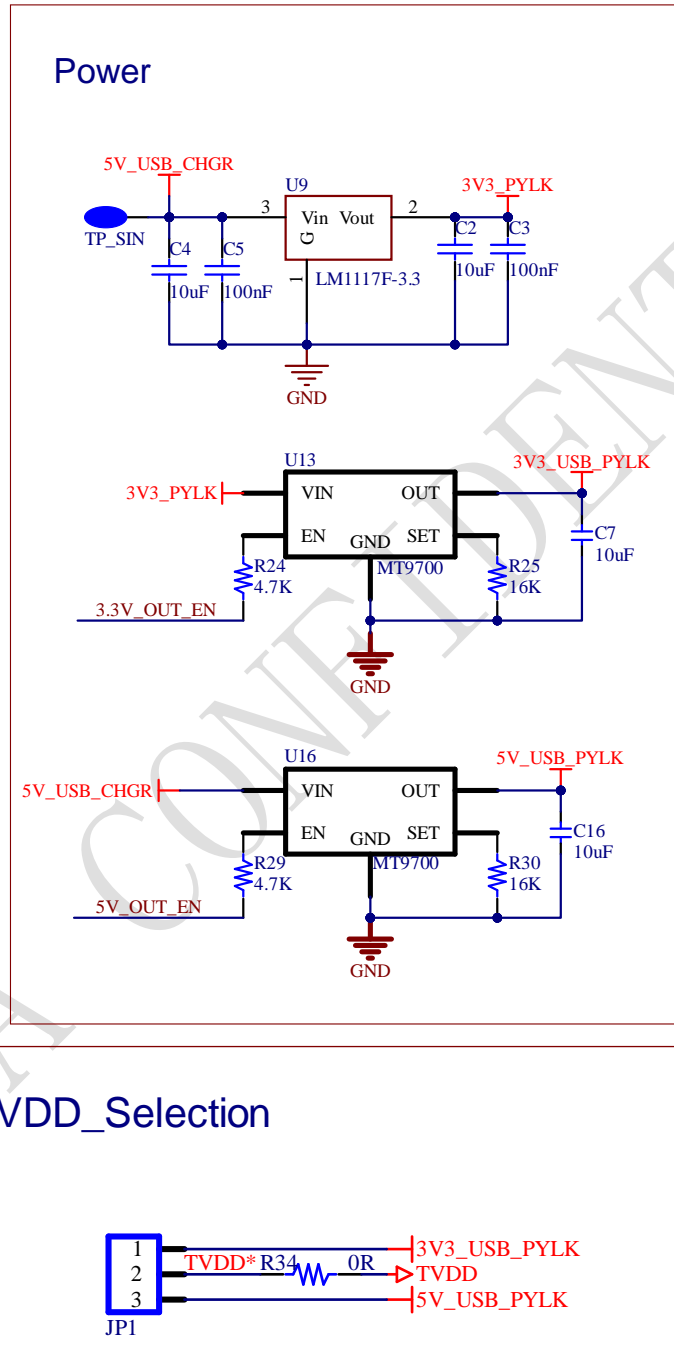 Power
5V_USB_CHGR
U9
3V3_PYLK
3
Vin Vout
2
TP_SIN
C4
C5
G
C2
C3
10uF
100nF
1
LM1117F-3.3
10uF
100nF
GND
U13
3V3_USB_PYLK
3V3_PYLK
VIN
OUT
EN
GND
SET
C7
10uF
R24
4.7K
MT9700
R25
16K
3.3V_OUT_EN
GND
U16
5V_USB_PYLK
5V_USB_CHGR
VIN
OUT
EN
GND
SET
C16
10uF
R29
4.7K
MT9700
R30
16K
5V_OUT_EN
GND
A CONFIDENT
VDD_Selection
1
3V3_USB_PYLK
TVDD*
R34
0R
2
TVDD
3
5V_USB_PYLK
JP1